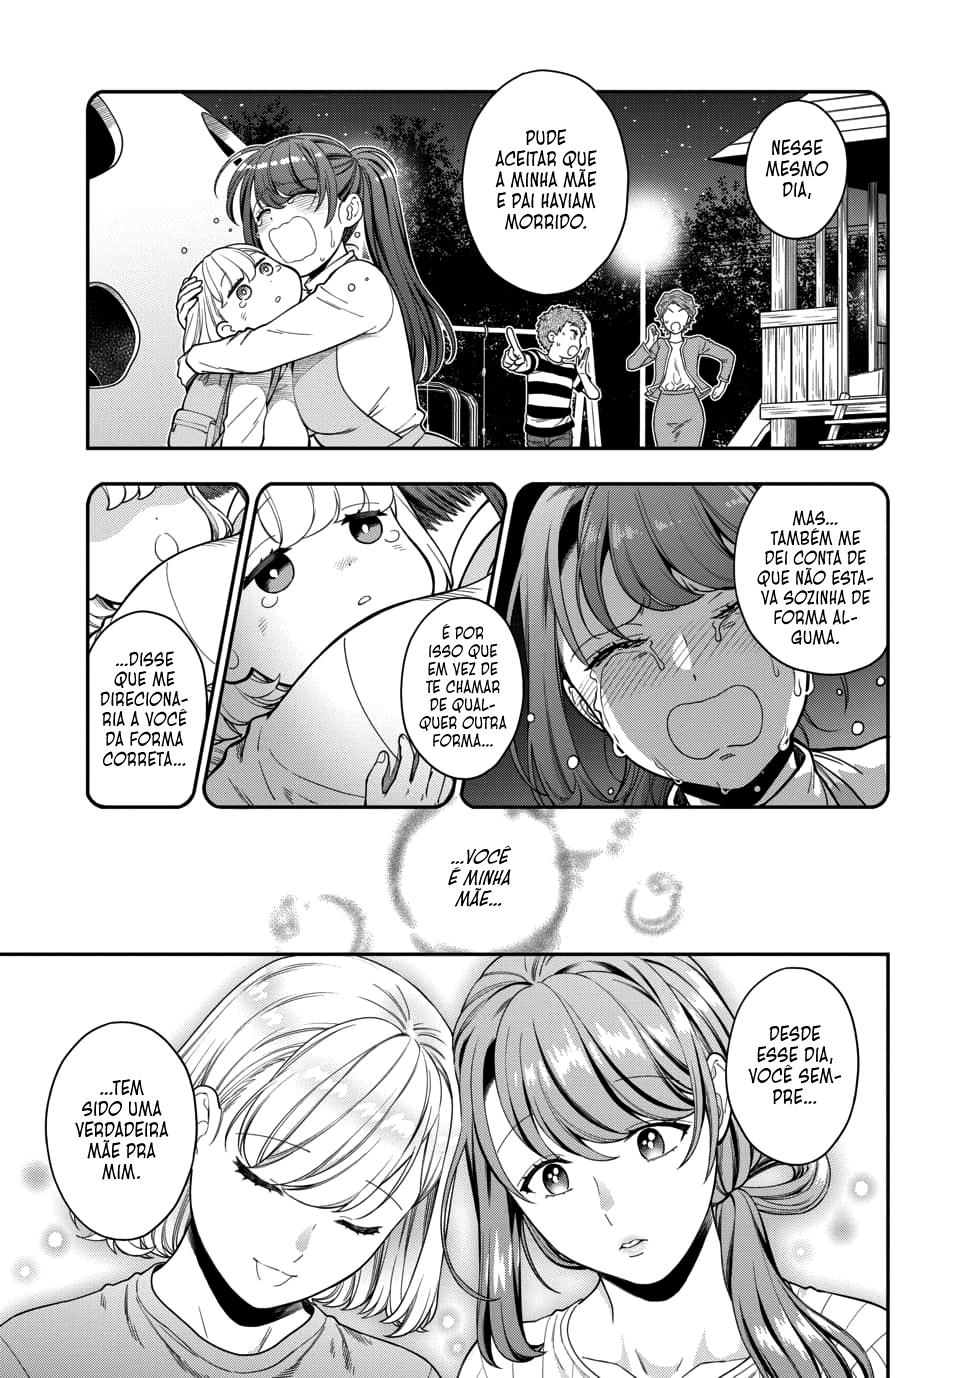 NESSE
MESMO
DIA,
PUDE
ACEITAR QUE
A MINHA MÃE
E PAI HAVIAM
MORRIDO.
MAS...
TAMBÉM ME
DEI CONTA DE
QUE NÃO ESTA-
VA SOZINHA DE
FORMA AL-
GUMA.
É POR
ISSO QUE
EM VEZ DE
TE CHAMAR
DE QUAL-
QUER OUTRA
FORMA...
...DISSE
QUE ME
DIRECIONA-
RIA A VOCÊ
DA FORMA
CORRETA...
...VOCÊ
É MINHA
MÃE...
DESDE
ESSE DIA,
VOCÊ SEM-
PRE...
...TEM
SIDO UMA
VERDADEIRA
MÃE PRA
MIM.